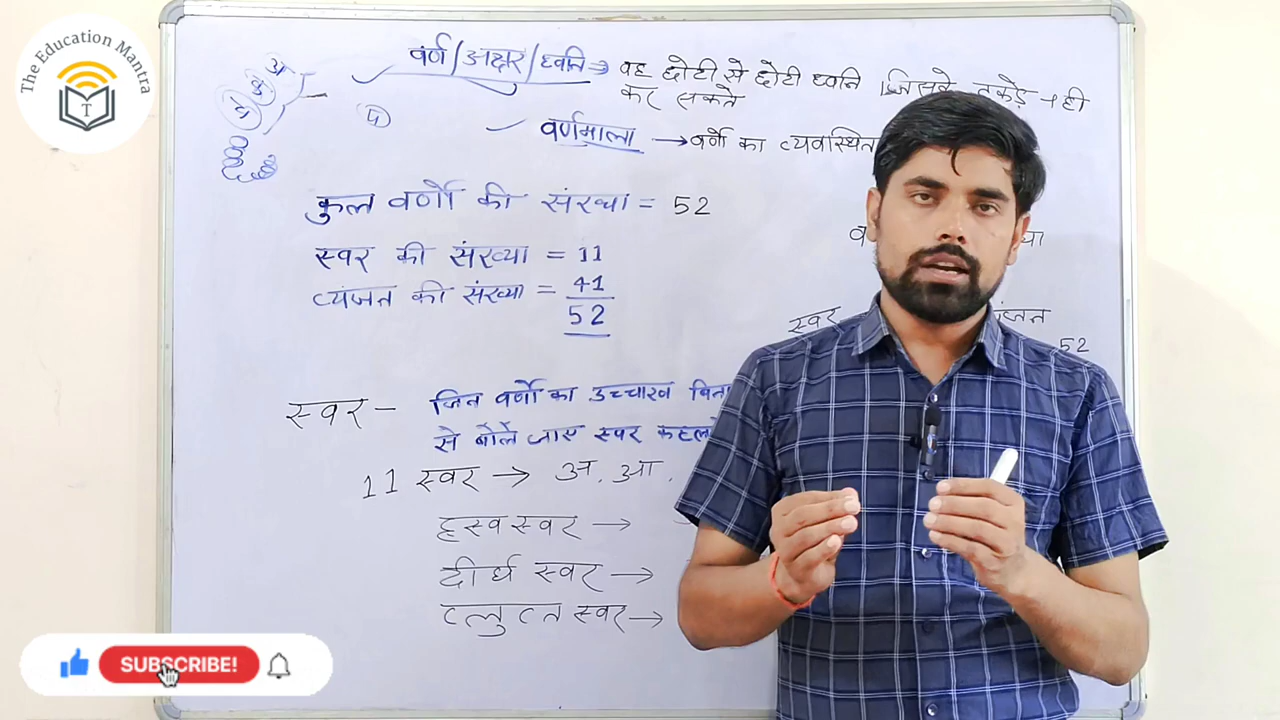 The Education Mantra
T
वर्ण/अक्षर/ध्वनि → वह छोटी से छोटी ध्वनि जिसके टुकड़े न ही
कर सकते
वर्णमाला → वर्णों का व्यवस्थित
कुल वर्णों की संख्या = 52
स्वर की संख्या = 11
व्यंजन की संख्या = 41
52
स्वर
52
स्वर - जिन वर्णों का उच्चारण बिना
से बोले जाए स्वर
11 स्वर → अ, आ,
ह्रस्व स्वर →
दीर्घ स्वर →
प्लुप्त स्वर →
SUBSCRIBE!